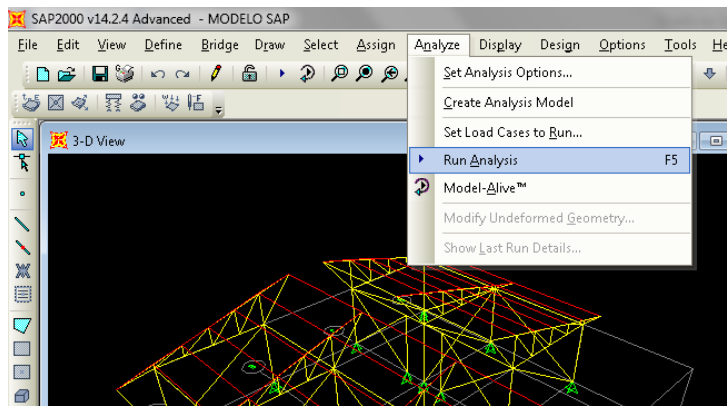 SAP2000 v14.2.4 Advanced - MODELO SAP
File Edit View Define Bridge Draw Select Assign Analyze Display Design Options Tools He
Set Analysis Options...
Create Analysis Model
Set Load Cases to Run...
3-D View
Run Analysis F5
Model-Alive™
Modify Undeformed Geometry...
Show Last Run Details...